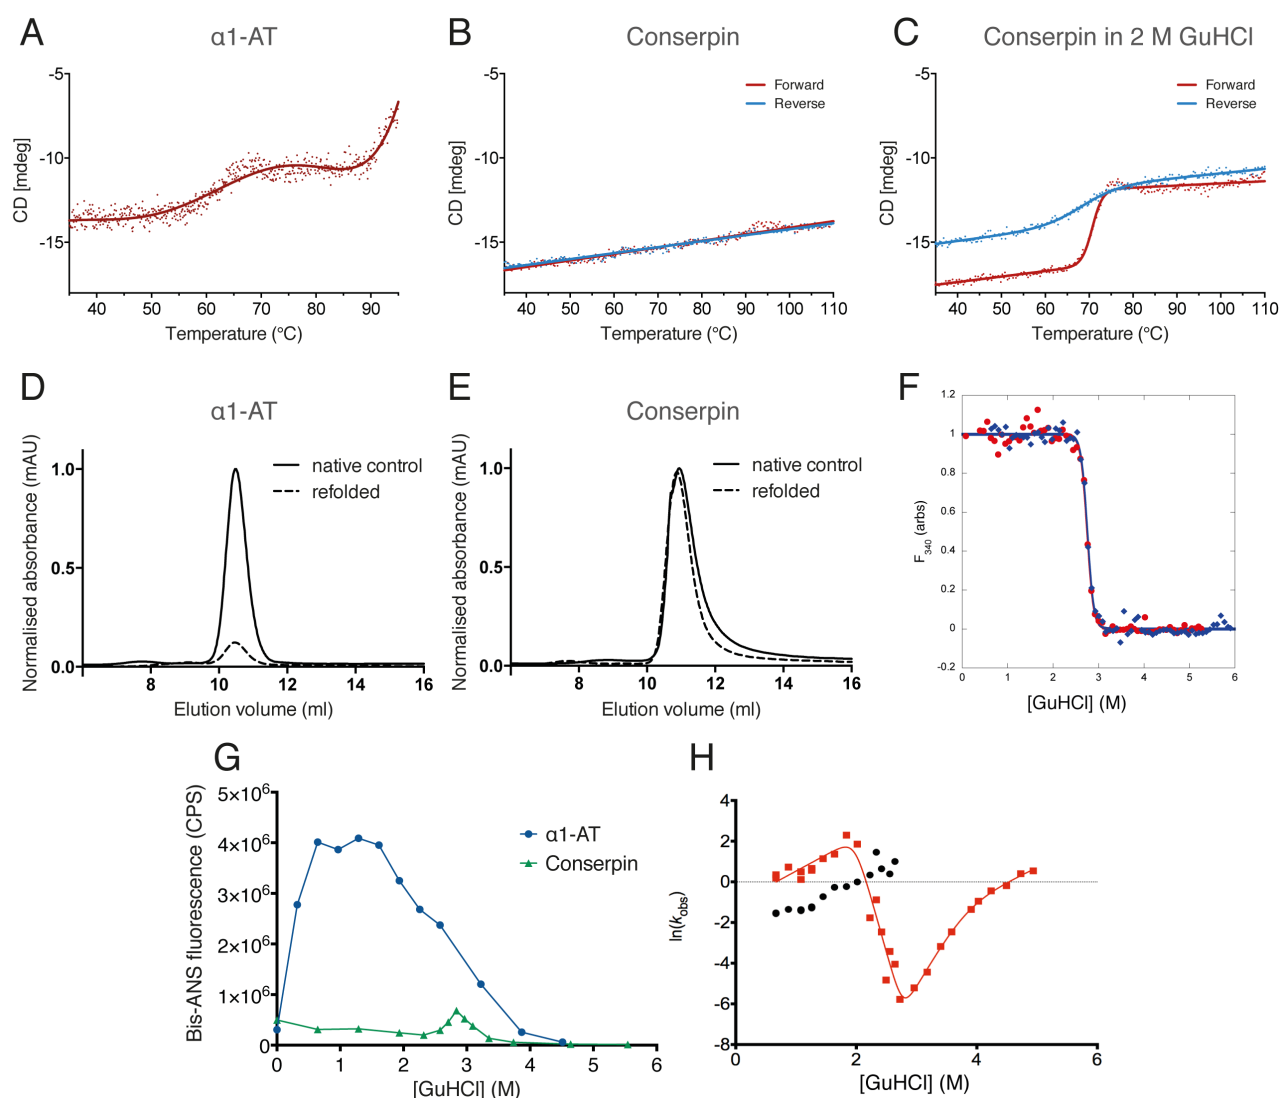 A
α1-AT
-5
-10
-15
CD [mdeg]
40 50 60 70 80 90
Temperature (°C)
B
Conserpin
Forward
Reverse
-5
-10
-15
CD [mdeg]
40 50 60 70 80 90 100 110
Temperature (°C)
C
Conserpin in 2 M GuHCl
Forward
Reverse
-5
-10
-15
CD [mdeg]
40 50 60 70 80 90 100 110
Temperature (°C)
D
α1-AT
native control
refolded
1.0
0.5
0.0
Normalised absorbance (mAU)
8 10 12 14 16
Elution volume (ml)
E
Conserpin
native control
refolded
1.0
0.5
0.0
Normalised absorbance (mAU)
8 10 12 14 16
Elution volume (ml)
F
1.2
1
0.8
0.6
0.4
0.2
0
-0.2
F340 (arbs)
0 1 2 3 4 5 6
[GuHCl] (M)
G
5×10⁶
4×10⁶
3×10⁶
2×10⁶
1×10⁶
0
Bis-ANS fluorescence (CPS)
α1-AT
Conserpin
0 1 2 3 4 5 6
[GuHCl] (M)
H
4
2
0
-2
-4
-6
-8
ln(kobs)
0 2 4 6
[GuHCl] (M)